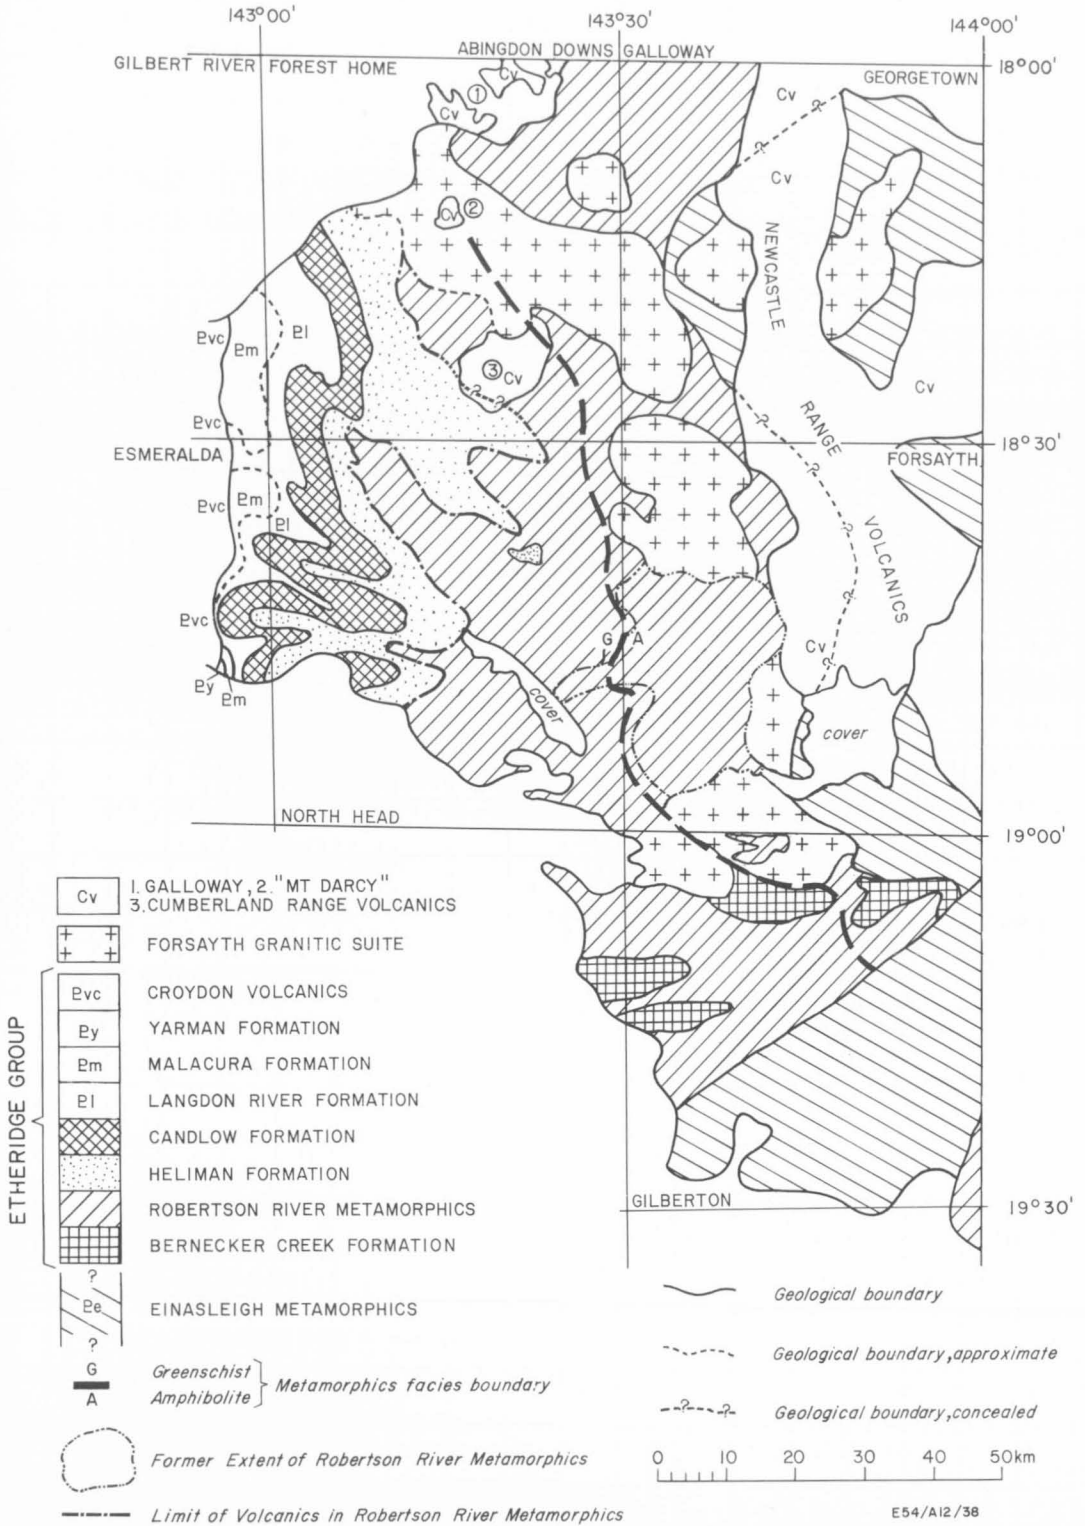 143°00'
143°30'
144°00'
ABINGDON DOWNS GALLOWAY
GILBERT RIVER FOREST HOME
GEORGETOWN
18°00'
Cv
1
Cv
Cv
Cv
Cv
2
NEWCASTLE
Cv
Pvc
Pm
Pl
3
Cv
Cv
RANGE
Pvc
18°30'
ESMERALDA
FORSAYTH
Pvc
Pm
Pl
VOLCANICS
Pvc
G A
Cv
Py
Pm
cover
cover
NORTH HEAD
19°00'
Cv
1. GALLOWAY, 2. "MT DARCY"
3. CUMBERLAND RANGE VOLCANICS
FORSAYTH GRANITIC SUITE
ETHERIDGE GROUP
Pvc CROYDON VOLCANICS
Py YARMAN FORMATION
Pm MALACURA FORMATION
Pl LANGDON RIVER FORMATION
CANDLOW FORMATION
HELIMAN FORMATION
ROBERTSON RIVER METAMORPHICS
BERNECKER CREEK FORMATION
GILBERTON
19°30'
?
Pe EINASLEIGH METAMORPHICS
?
G Greenschist
A Amphibolite
Metamorphics facies boundary
Former Extent of Robertson River Metamorphics
Limit of Volcanics in Robertson River Metamorphics
Geological boundary
Geological boundary, approximate
? ? Geological boundary, concealed
0 10 20 30 40 50km
E54/A12/38